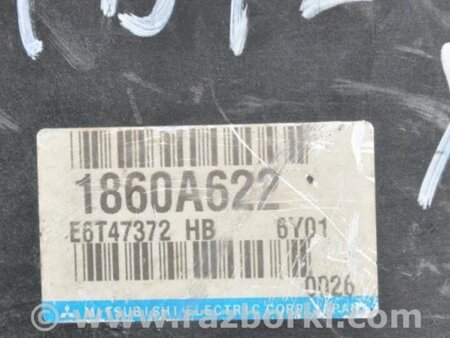 1860A622
E6T47372 HB 6Y01
0026
MITSUBISHI ELECTRIC CORP. JAPAN
www.razborki.com